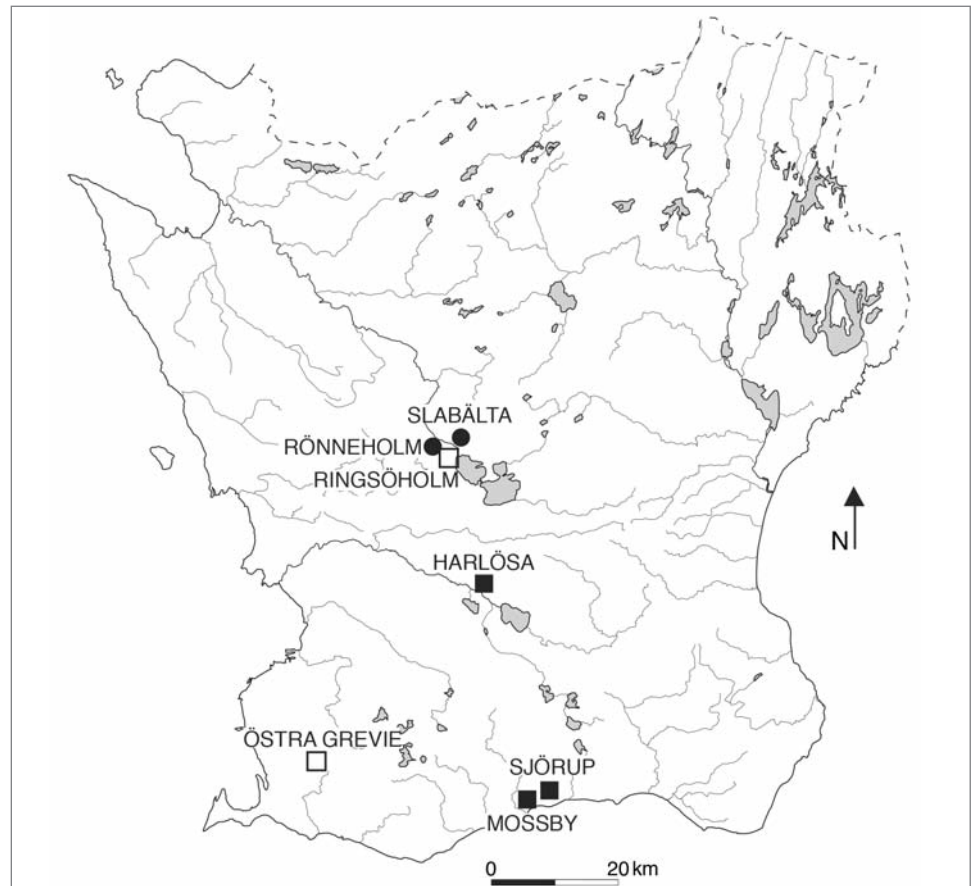 SLABÄLTA
RÖNNEHOLM
RINGSÖHOLM
N
HARLÖSA
ÖSTRA GREVIE
SJÖRUP
MOSSBY
0 20 km